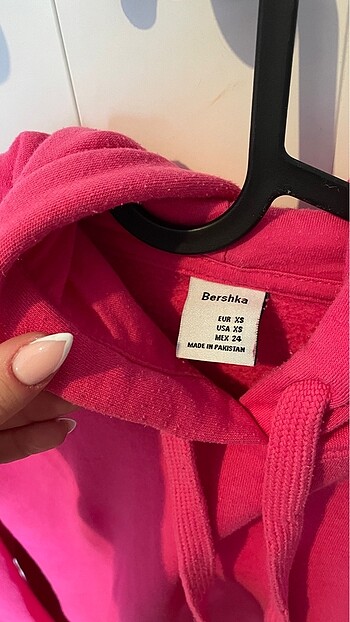 Bershka
EUR XS
USA XS
MEX 24
MADE IN PAKISTAN